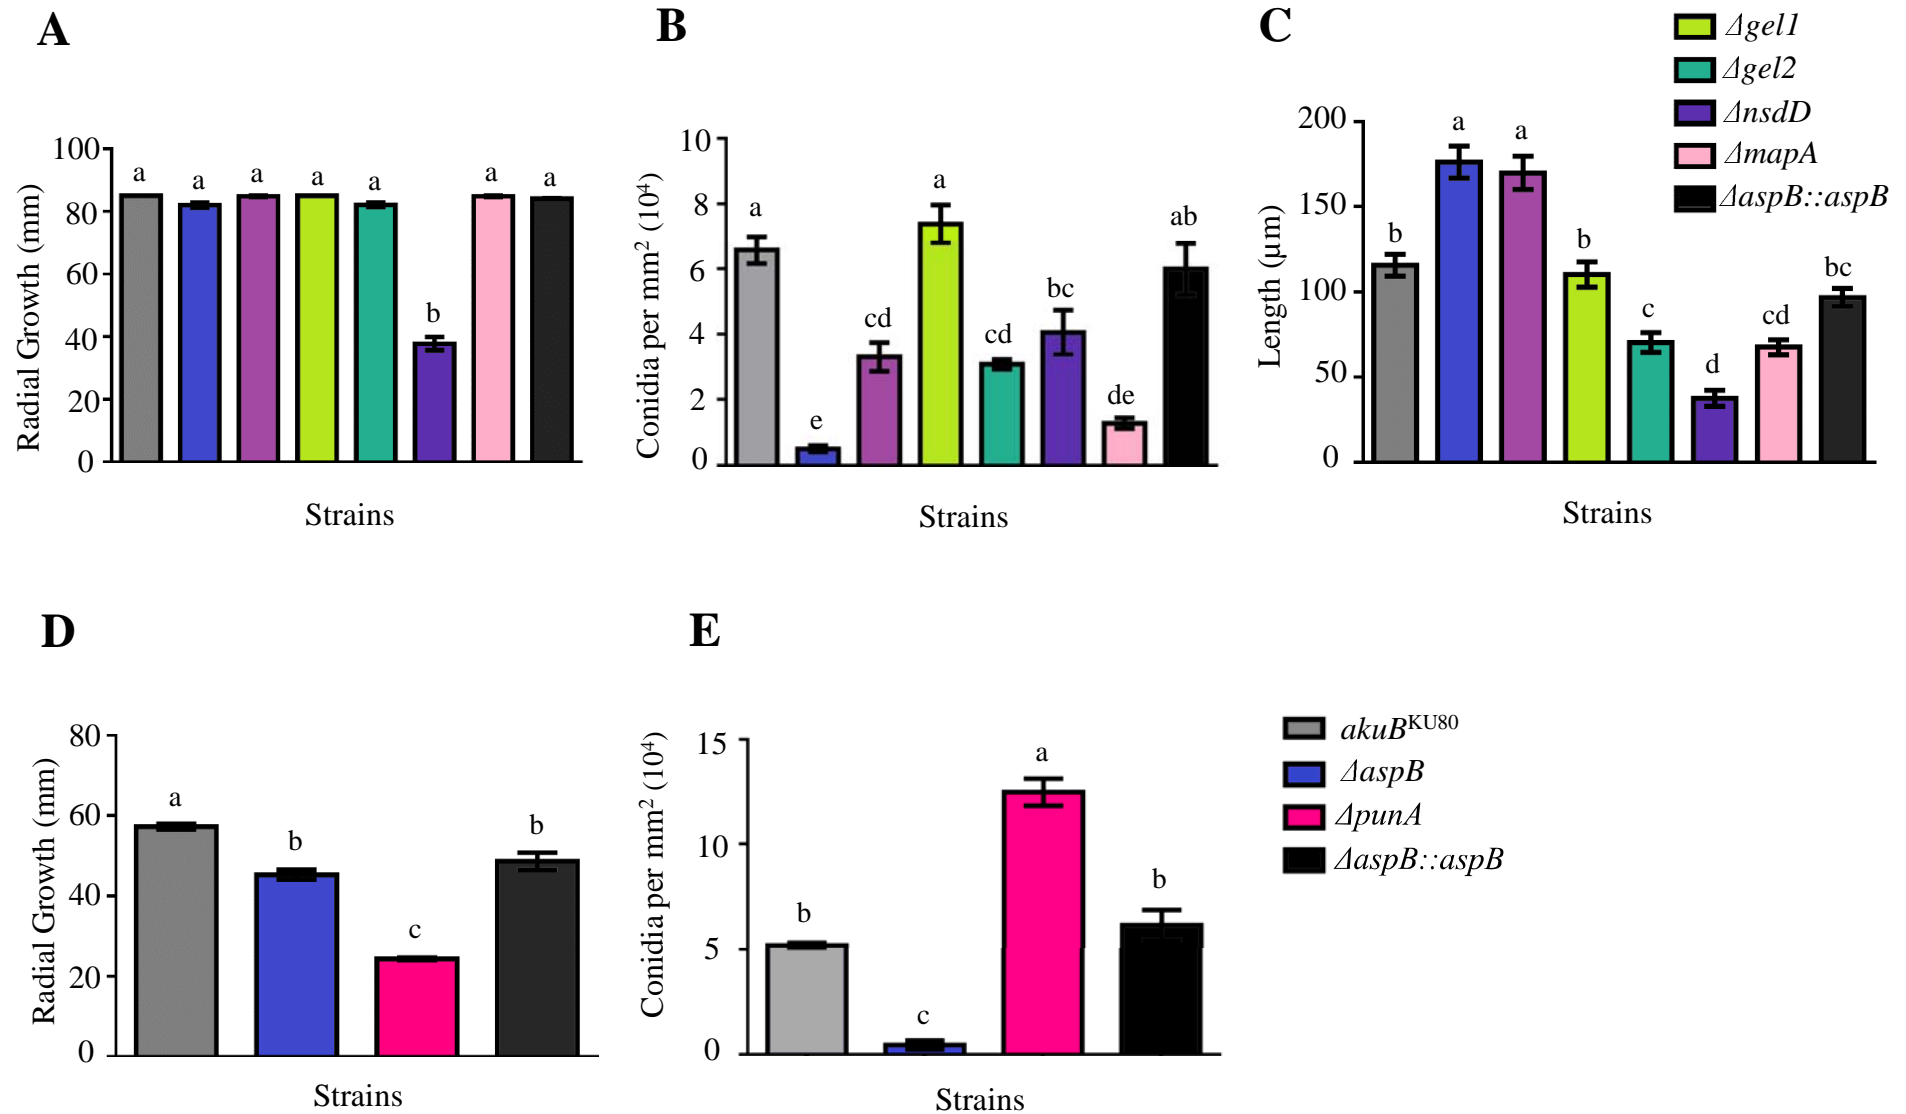 A
Radial Growth (mm)
100
80
60
40
20
0
a
a
a
a
a
b
a
a
Strains
B
Conidia per mm² (10⁴)
10
8
6
4
2
0
a
e
cd
a
cd
bc
de
ab
Strains
C
Length (µm)
200
150
100
50
0
b
a
a
b
c
d
cd
bc
Strains
Δgel1
Δgel2
ΔnsdD
ΔmapA
ΔaspB::aspB
D
Radial Growth (mm)
80
60
40
20
0
a
b
c
b
Strains
E
Conidia per mm² (10⁴)
15
10
5
0
b
c
a
b
Strains
akuBᴷᵁ⁸⁰
ΔaspB
ΔpunA
ΔaspB::aspB